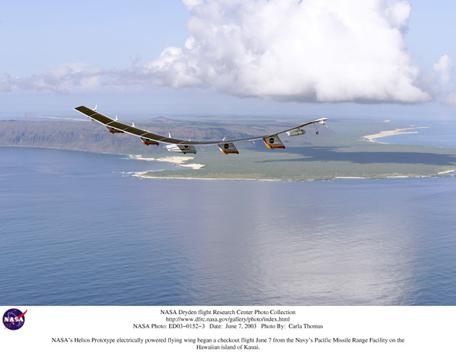 NASA Dryden flight Research Center Photo Collection
http://www.dfrc.nasa.gov/gallery/photo/index.html
NASA Photo: ED03-0152-3 Date: June 7, 2003 Photo By: Carla Thomas
NASA's Helios Prototype electrically powered flying wing began a checkout flight June 7 from the Navy's Pacific Missile Range Facility on the
Hawaiian island of Kauai.
NASA